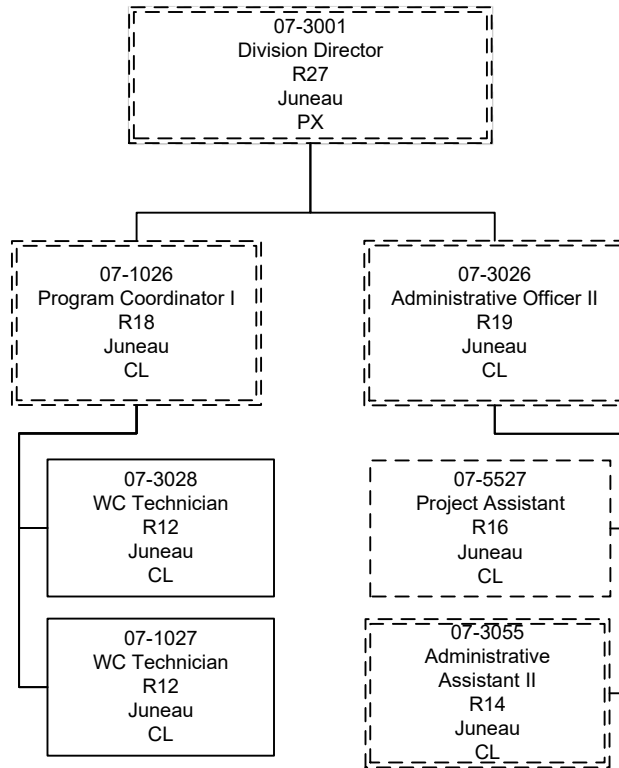 07-3001
Division Director
R27
Juneau
PX
07-1026
Program Coordinator I
R18
Juneau
CL
07-3026
Administrative Officer II
R19
Juneau
CL
07-3028
WC Technician
R12
Juneau
CL
07-5527
Project Assistant
R16
Juneau
CL
07-1027
WC Technician
R12
Juneau
CL
07-3055
Administrative
Assistant II
R14
Juneau
CL